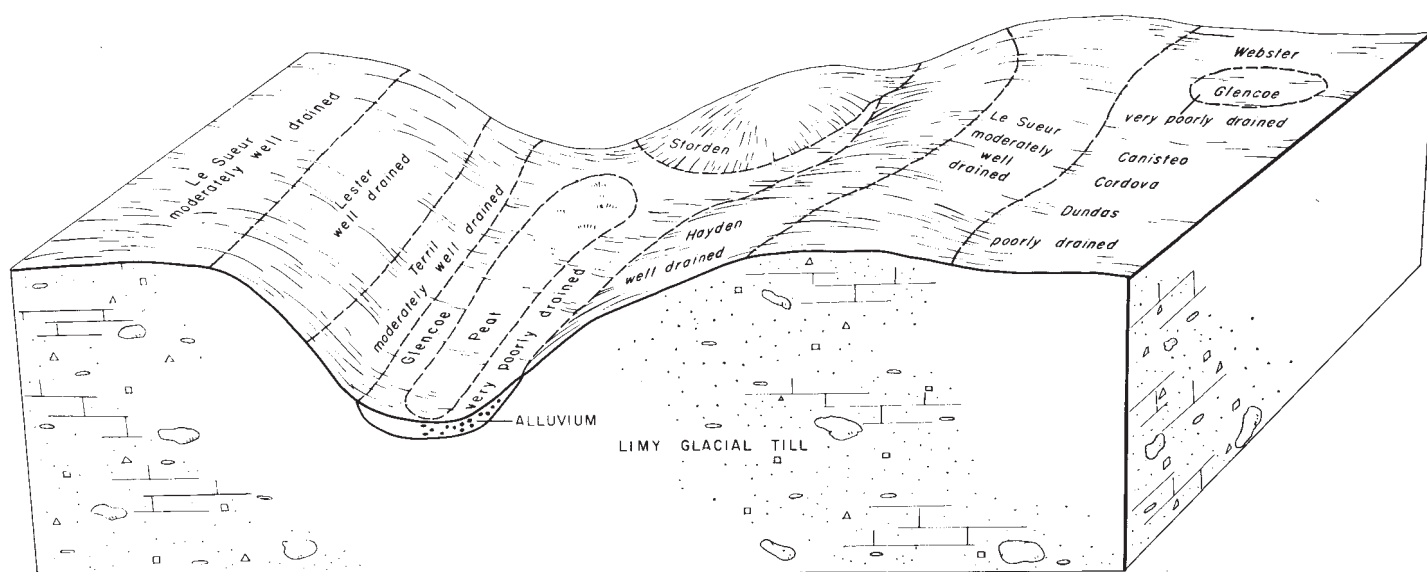 Le Sueur
moderately well drained
Lester
well drained
Terril
moderately well drained
Glencoe
Peat
very poorly drained
Storden
Hayden
well drained
Le Sueur
moderately
well
drained
Webster
Glencoe
very poorly drained
Canisteo
Cordova
Dundas
poorly drained
ALLUVIUM
LIMY GLACIAL TILL